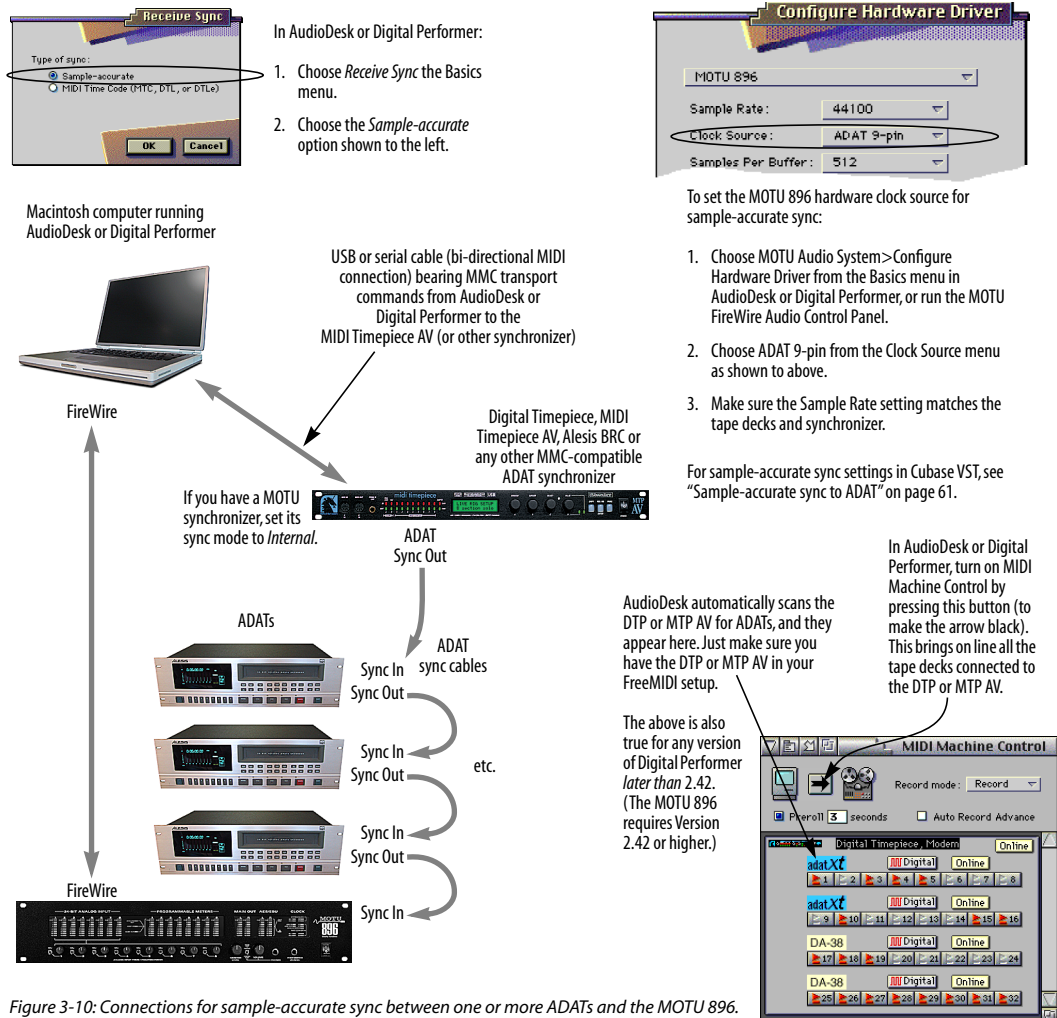 Receive Sync
Type of sync:
Sample-accurate
MIDI Time Code (MTC, DTL, or DTLe)
OK Cancel
In AudioDesk or Digital Performer:
1. Choose Receive Sync the Basics
menu.
2. Choose the Sample-accurate
option shown to the left.
Configure Hardware Driver
MOTU 896
Sample Rate: 44100
Clock Source: ADAT 9-pin
Samples Per Buffer: 512
To set the MOTU 896 hardware clock source for
sample-accurate sync:
1. Choose MOTU Audio System>Configure
Hardware Driver from the Basics menu in
AudioDesk or Digital Performer, or run the MOTU
FireWire Audio Control Panel.
2. Choose ADAT 9-pin from the Clock Source menu
as shown to above.
3. Make sure the Sample Rate setting matches the
tape decks and synchronizer.
For sample-accurate sync settings in Cubase VST, see
“Sample-accurate sync to ADAT” on page 61.
Macintosh computer running
AudioDesk or Digital Performer
USB or serial cable (bi-directional MIDI
connection) bearing MMC transport
commands from AudioDesk or
Digital Performer to the
MIDI Timepiece AV (or other synchronizer)
FireWire
Digital Timepiece, MIDI
Timepiece AV, Alesis BRC or
any other MMC-compatible
ADAT synchronizer
If you have a MOTU
synchronizer, set its
sync mode to Internal.
midi timepiece
MTP
AV
ADAT
Sync Out
ADATs
ADAT
sync cables
Sync In
Sync Out
Sync In
Sync Out
etc.
Sync In
Sync Out
Sync In
FireWire
24-BIT ANALOG INPUT
PROGRAMMABLE METERS
MAIN OUT AES/EBU CLOCK
MOTU
896
AudioDesk automatically scans the
DTP or MTP AV for ADATs, and they
appear here. Just make sure you
have the DTP or MTP AV in your
FreeMIDI setup.
The above is also
true for any version
of Digital Performer
later than 2.42.
(The MOTU 896
requires Version
2.42 or higher.)
In AudioDesk or Digital
Performer, turn on MIDI
Machine Control by
pressing this button (to
make the arrow black).
This brings on line all the
tape decks connected to
the DTP or MTP AV.
MIDI Machine Control
Record mode: Record
Preroll 3 seconds Auto Record Advance
Digital Timepiece, Modem Online
adat Xt Digital Online
1 2 3 4 5 6 7 8
adat Xt Digital Online
9 10 11 12 13 14 15 16
DA-38 Digital Online
17 18 19 20 21 22 23 24
DA-38 Digital Online
25 26 27 28 29 30 31 32
Figure 3-10: Connections for sample-accurate sync between one or more ADATs and the MOTU 896.